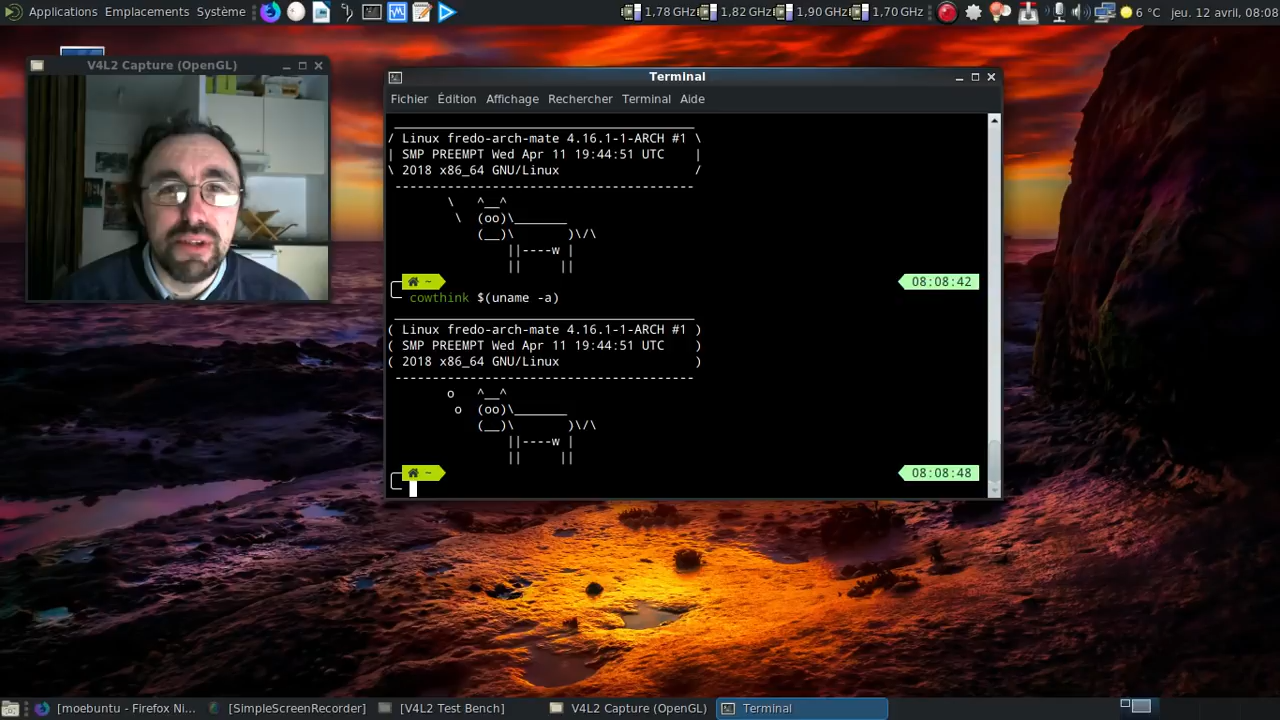 Applications Emplacements Système 1,78 GHz 1,82 GHz 1,90 GHz 1,70 GHz 6 °C jeu. 12 avril, 08:08
V4L2 Capture (OpenGL)
Terminal
Fichier Édition Affichage Rechercher Terminal Aide
 ________________________________________
/ Linux fredo-arch-mate 4.16.1-1-ARCH #1 \
| SMP PREEMPT Wed Apr 11 19:44:51 UTC    |
\ 2018 x86_64 GNU/Linux                  /
 ----------------------------------------
        \   ^__^
         \  (oo)\_______
            (__)\       )\/\
                ||----w |
                ||     ||
~ 08:08:42
cowthink $(uname -a)
 ________________________________________
( Linux fredo-arch-mate 4.16.1-1-ARCH #1 )
( SMP PREEMPT Wed Apr 11 19:44:51 UTC    )
( 2018 x86_64 GNU/Linux                  )
 ----------------------------------------
        o   ^__^
         o  (oo)\_______
            (__)\       )\/\
                ||----w |
                ||     ||
~ 08:08:48
[moebuntu - Firefox Ni... [SimpleScreenRecorder] [V4L2 Test Bench] V4L2 Capture (OpenGL) Terminal